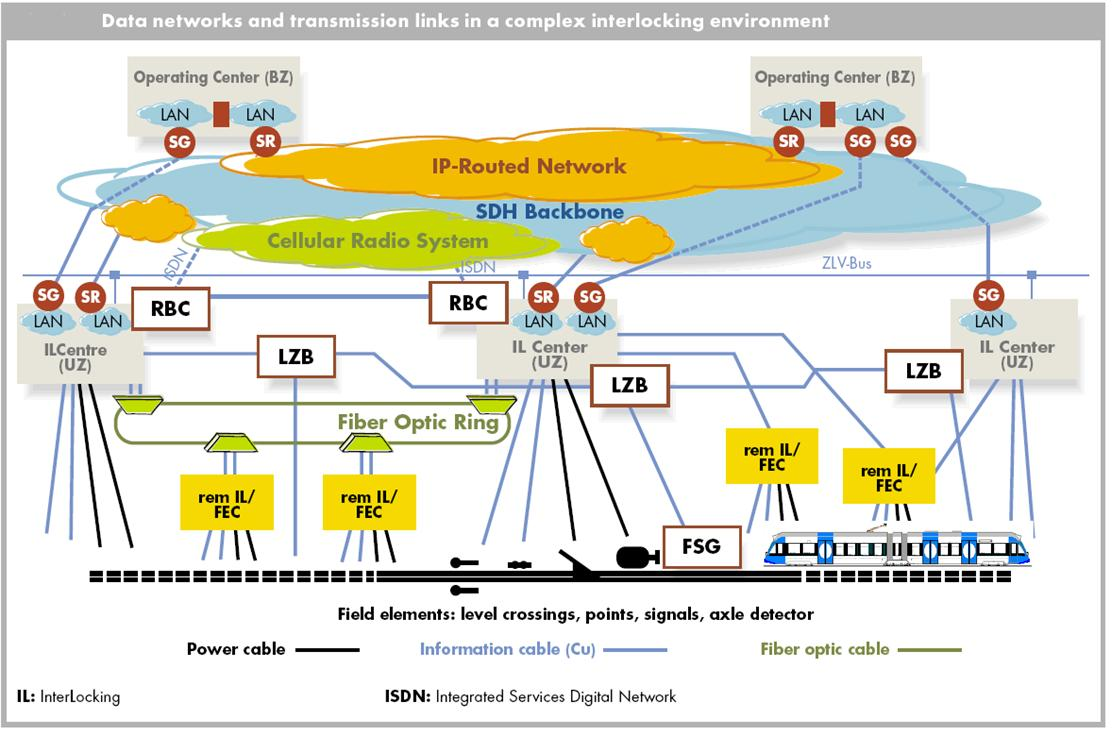 Data networks and transmission links in a complex interlocking environment
Operating Center (BZ)
LAN
LAN
SG
SR
Operating Center (BZ)
LAN
LAN
SR
SG
SG
IP-Routed Network
SDH Backbone
Cellular Radio System
ISDN
ISDN
ZLV-Bus
SG
SR
LAN
LAN
ILCentre
(UZ)
RBC
RBC
SR
SG
LAN
LAN
IL Center
(UZ)
SG
LAN
IL Center
(UZ)
LZB
LZB
LZB
Fiber Optic Ring
rem IL/
FEC
rem IL/
FEC
rem IL/
FEC
rem IL/
FEC
FSG
Field elements: level crossings, points, signals, axle detector
Power cable
Information cable (Cu)
Fiber optic cable
IL: InterLocking
ISDN: Integrated Services Digital Network